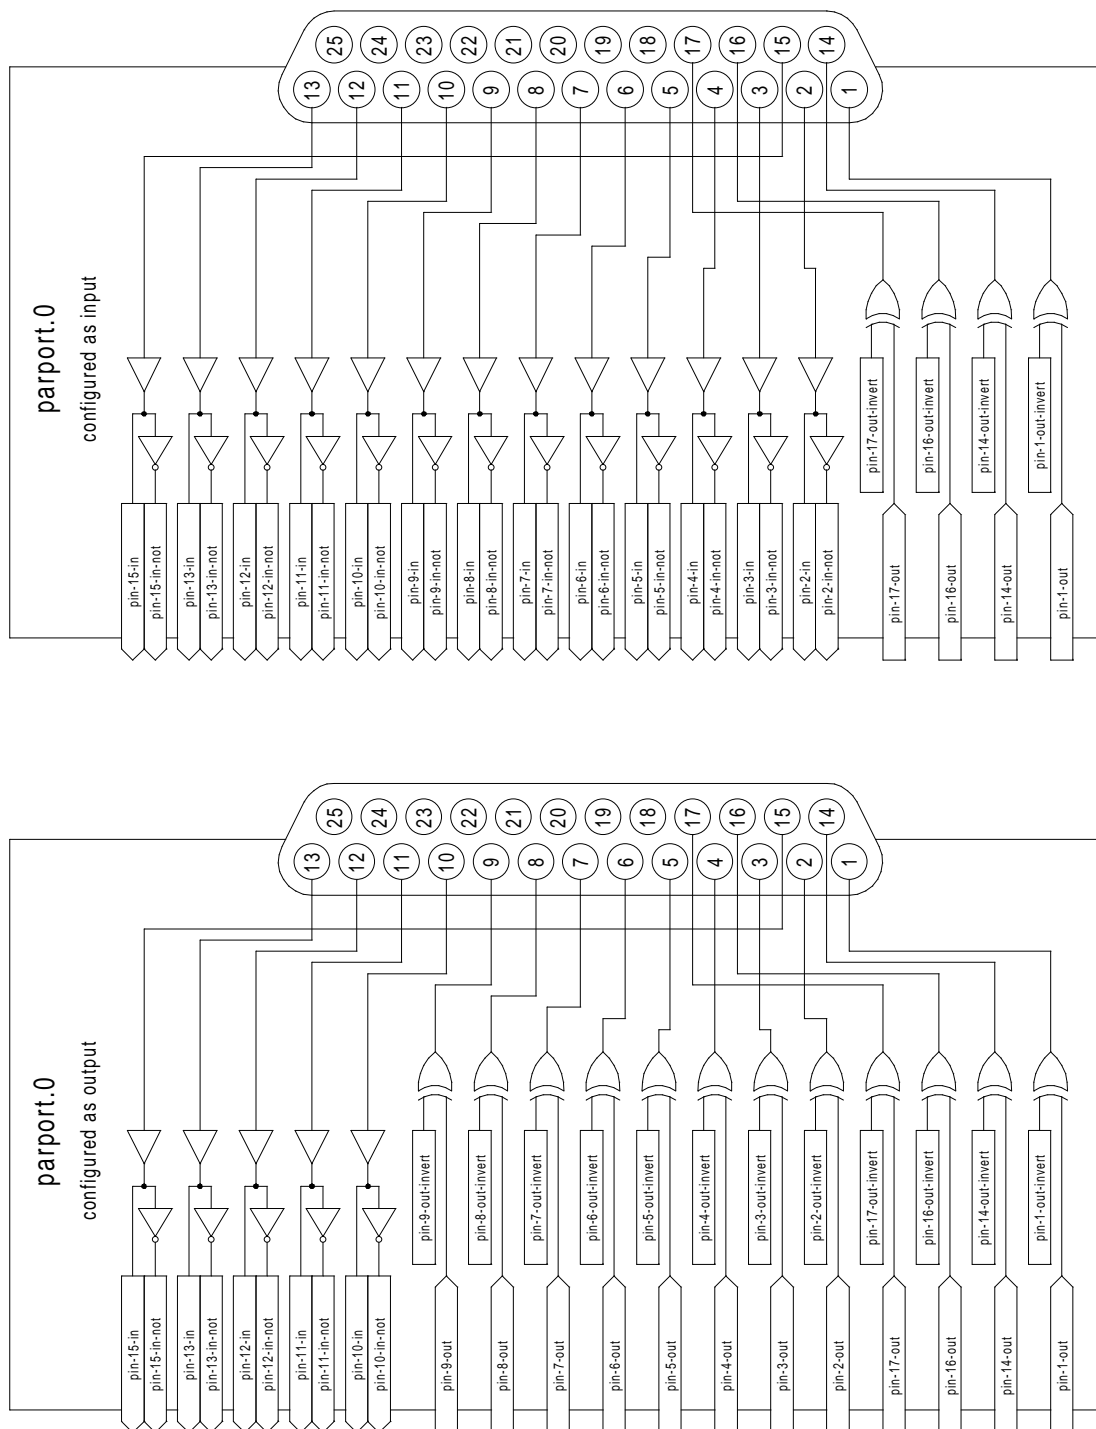 25
24
23
22
21
20
19
18
17
16
15
14
13
12
11
10
9
8
7
6
5
4
3
2
1
parport.0
configured as input
pin-17-out-invert
pin-16-out-invert
pin-14-out-invert
pin-1-out-invert
pin-15-in
pin-15-in-not
pin-13-in
pin-13-in-not
pin-12-in
pin-12-in-not
pin-11-in
pin-11-in-not
pin-10-in
pin-10-in-not
pin-9-in
pin-9-in-not
pin-8-in
pin-8-in-not
pin-7-in
pin-7-in-not
pin-6-in
pin-6-in-not
pin-5-in
pin-5-in-not
pin-4-in
pin-4-in-not
pin-3-in
pin-3-in-not
pin-2-in
pin-2-in-not
pin-17-out
pin-16-out
pin-14-out
pin-1-out
25
24
23
22
21
20
19
18
17
16
15
14
13
12
11
10
9
8
7
6
5
4
3
2
1
parport.0
configured as output
pin-9-out-invert
pin-8-out-invert
pin-7-out-invert
pin-6-out-invert
pin-5-out-invert
pin-4-out-invert
pin-3-out-invert
pin-2-out-invert
pin-17-out-invert
pin-16-out-invert
pin-14-out-invert
pin-1-out-invert
pin-15-in
pin-15-in-not
pin-13-in
pin-13-in-not
pin-12-in
pin-12-in-not
pin-11-in
pin-11-in-not
pin-10-in
pin-10-in-not
pin-9-out
pin-8-out
pin-7-out
pin-6-out
pin-5-out
pin-4-out
pin-3-out
pin-2-out
pin-17-out
pin-16-out
pin-14-out
pin-1-out